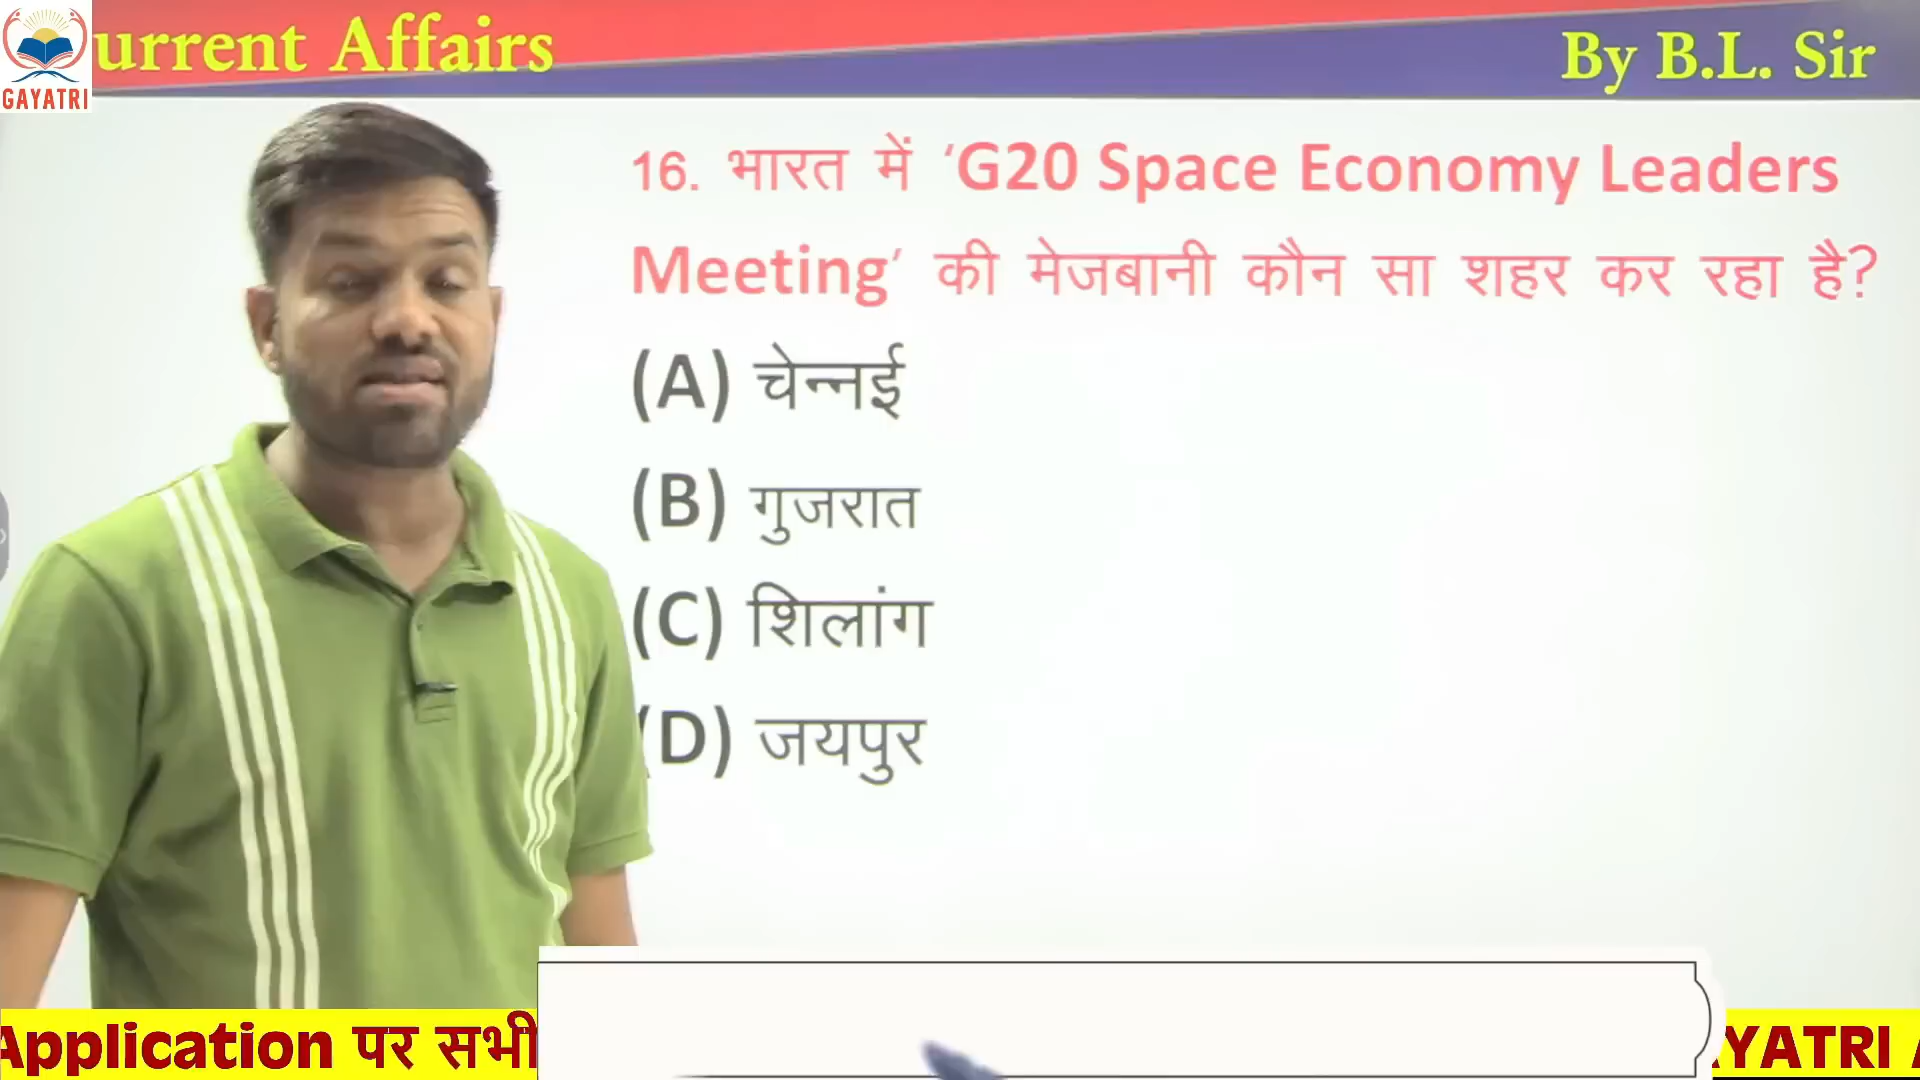 urrent Affairs
By B.L. Sir
GAYATRI
16. भारत में ‘G20 Space Economy Leaders
Meeting’ की मेजबानी कौन सा शहर कर रहा है?
(A) चेन्नई
(B) गुजरात
(C) शिलांग
(D) जयपुर
Application पर सभी
YATRI